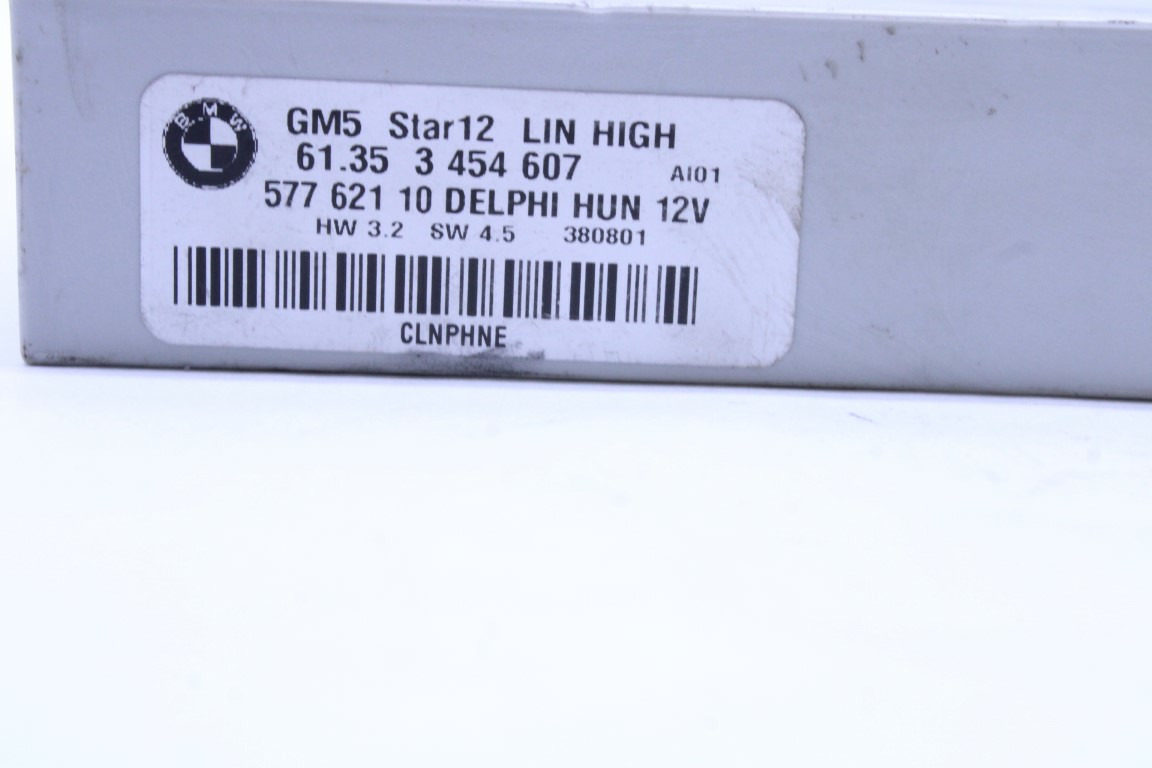 BMW
GM5 Star12 LIN HIGH
61.35 3 454 607 AI01
577 621 10 DELPHI HUN 12V
HW 3.2 SW 4.5 380801
CLNPHNE